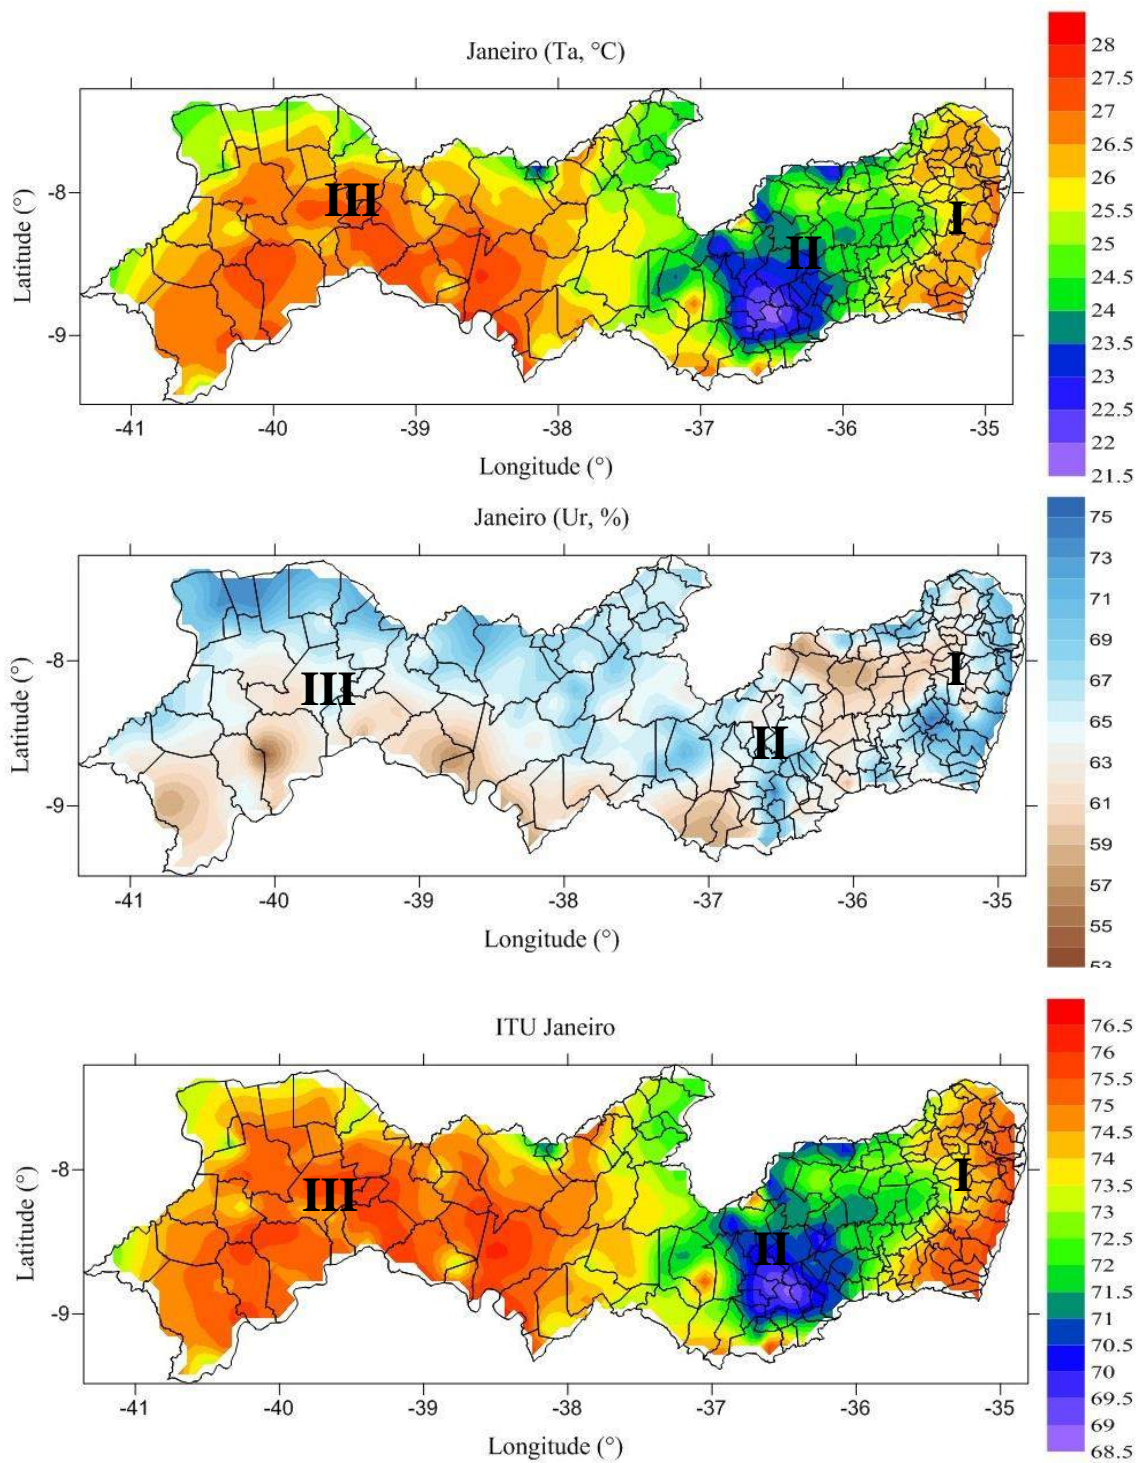 Janeiro (Ta, °C)
28
27.5
27
26.5
26
25.5
25
24.5
24
23.5
23
22.5
22
21.5
Latitude (°)
-8
-9
III
II
I
-41 -40 -39 -38 -37 -36 -35
Longitude (°)
Janeiro (Ur, %)
75
73
71
69
67
65
63
61
59
57
55
53
Latitude (°)
-8
-9
III
II
I
-41 -40 -39 -38 -37 -36 -35
Longitude (°)
ITU Janeiro
76.5
76
75.5
75
74.5
74
73.5
73
72.5
72
71.5
71
70.5
70
69.5
69
68.5
Latitude (°)
-8
-9
III
II
I
-41 -40 -39 -38 -37 -36 -35
Longitude (°)